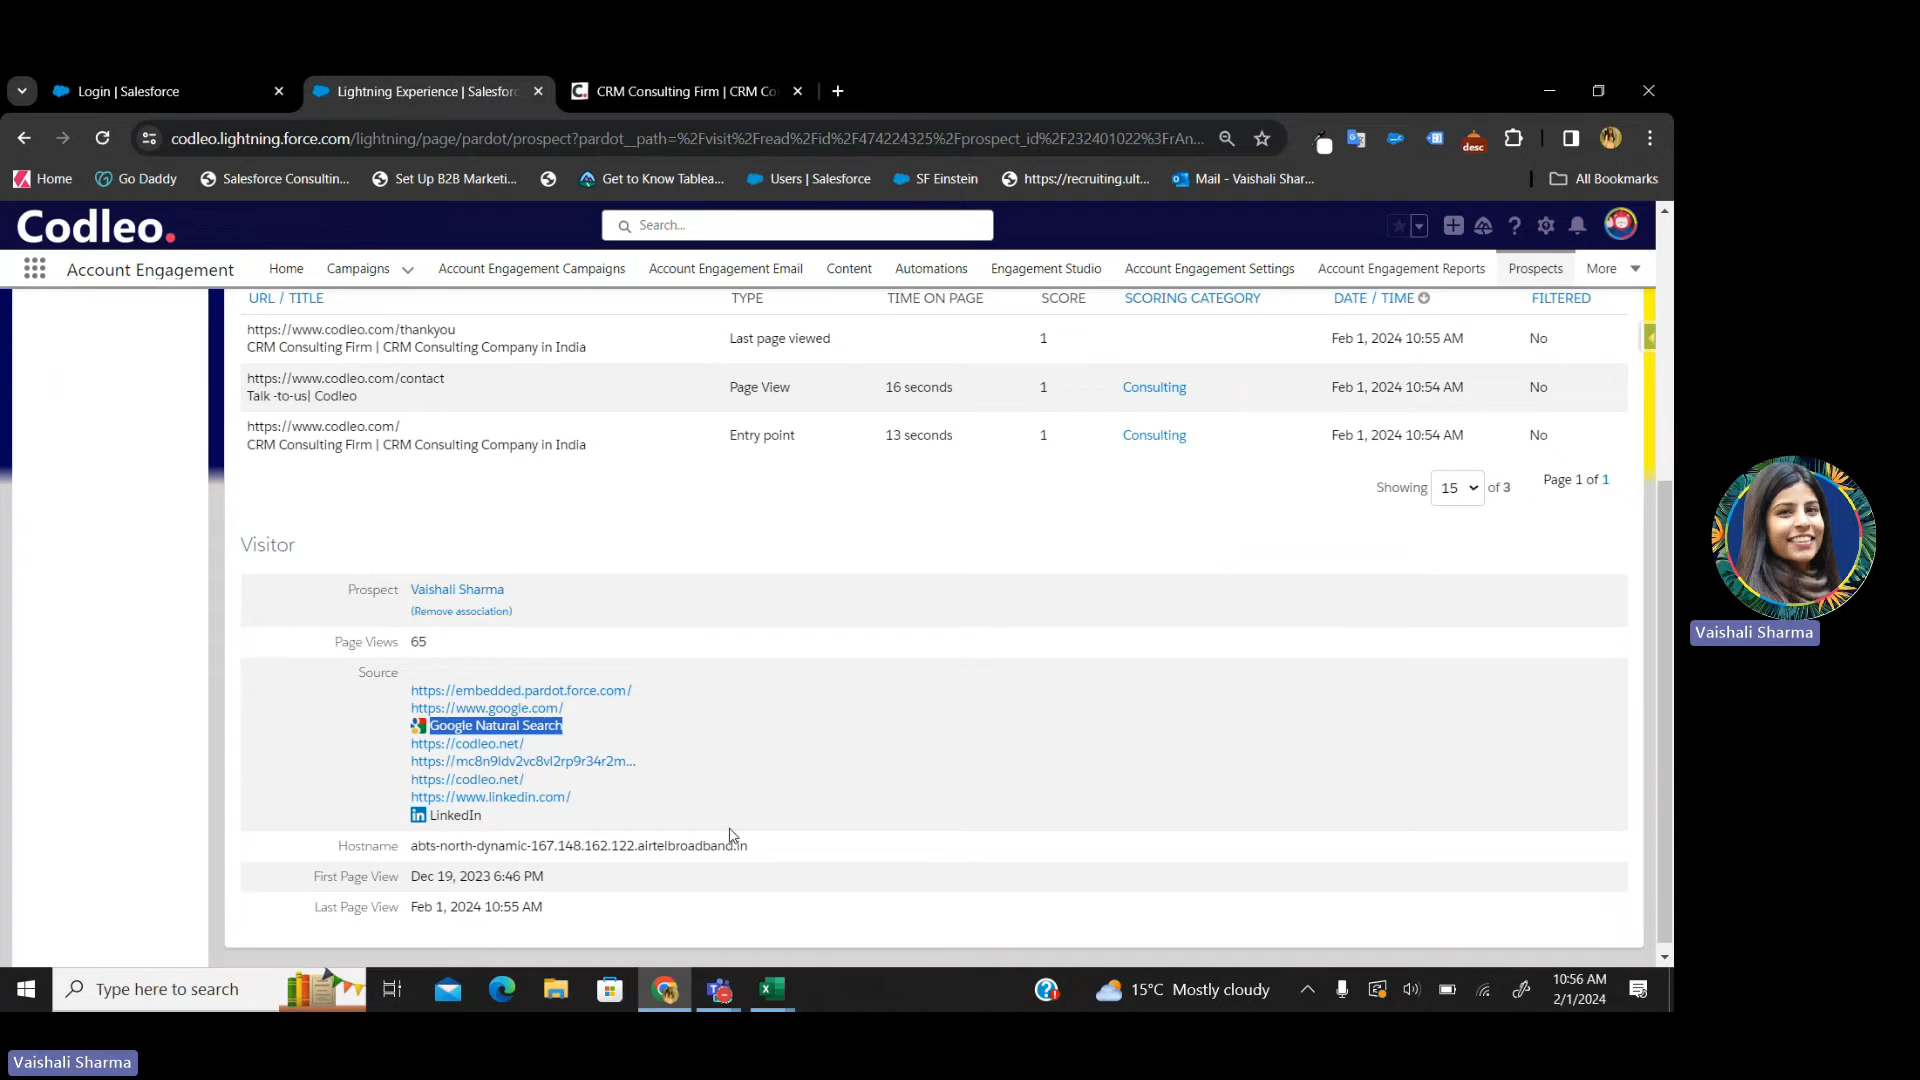 Login | Salesforce
Lightning Experience | Salesforc
CRM Consulting Firm | CRM Co
codleo.lightning.force.com/lightning/page/pardot/prospect?pardot__path=%2Fvisit%2Fread%2Fid%2F474224325%2Fprospect_id%2F232401022%3FrAn...
desc
Home
Go Daddy
Salesforce Consultin...
Set Up B2B Marketi...
Get to Know Tablea...
Users | Salesforce
SF Einstein
https://recruiting.ult...
Mail - Vaishali Shar...
All Bookmarks
Codleo.
Search...
Account Engagement
Home
Campaigns
Account Engagement Campaigns
Account Engagement Email
Content
Automations
Engagement Studio
Account Engagement Settings
Account Engagement Reports
Prospects
More
URL / TITLE TYPE TIME ON PAGE SCORE SCORING CATEGORY DATE / TIME FILTERED
https://www.codleo.com/thankyou
CRM Consulting Firm | CRM Consulting Company in India
Last page viewed 1 Feb 1, 2024 10:55 AM No
https://www.codleo.com/contact
Talk -to-us| Codleo
Page View 16 seconds 1 Consulting Feb 1, 2024 10:54 AM No
https://www.codleo.com/
CRM Consulting Firm | CRM Consulting Company in India
Entry point 13 seconds 1 Consulting Feb 1, 2024 10:54 AM No
Showing 15 of 3 Page 1 of 1
Visitor
Prospect Vaishali Sharma
(Remove association)
Page Views 65
Source
https://embedded.pardot.force.com/
https://www.google.com/
Google Natural Search
https://codleo.net/
https://mc8n9ldv2vc8vl2rp9r34r2m...
https://codleo.net/
https://www.linkedin.com/
LinkedIn
Hostname abts-north-dynamic-167.148.162.122.airtelbroadband.in
First Page View Dec 19, 2023 6:46 PM
Last Page View Feb 1, 2024 10:55 AM
Vaishali Sharma
Type here to search
15°C Mostly cloudy
10:56 AM
2/1/2024
Vaishali Sharma